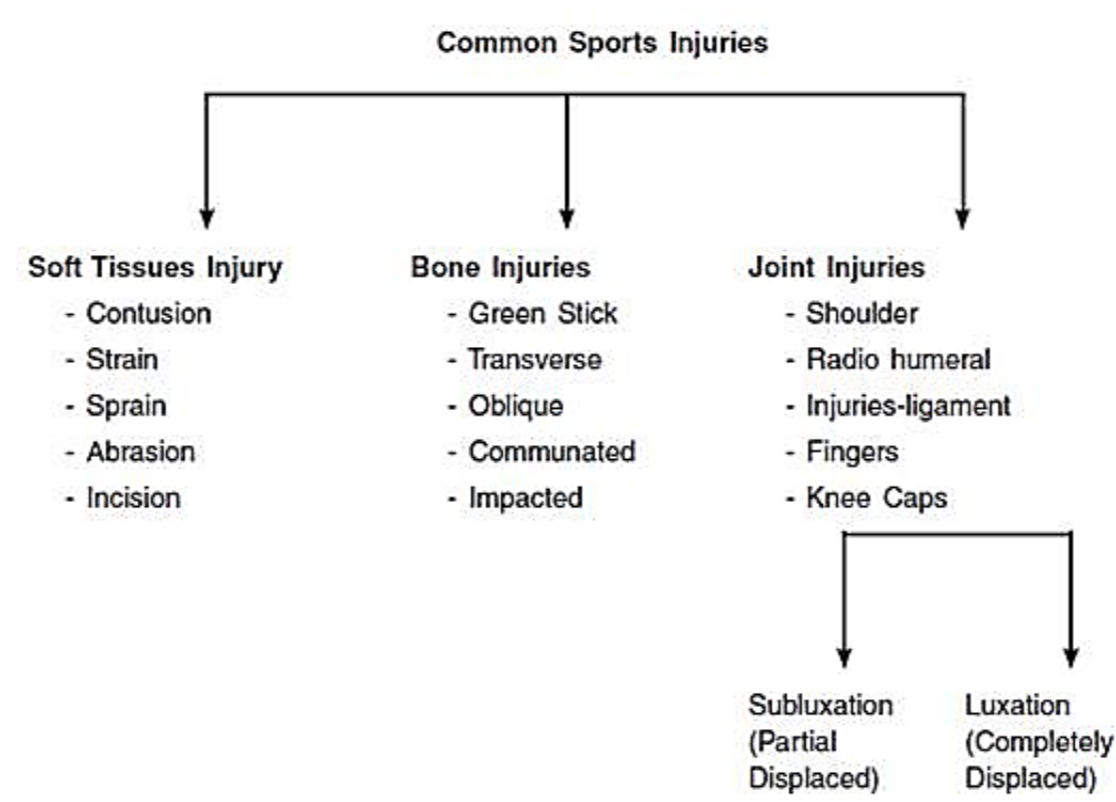 Common Sports Injuries
Soft Tissues Injury
- Contusion
- Strain
- Sprain
- Abrasion
- Incision
Bone Injuries
- Green Stick
- Transverse
- Oblique
- Communated
- Impacted
Joint Injuries
- Shoulder
- Radio humeral
- Injuries-ligament
- Fingers
- Knee Caps
Subluxation
(Partial
Displaced)
Luxation
(Completely
Displaced)